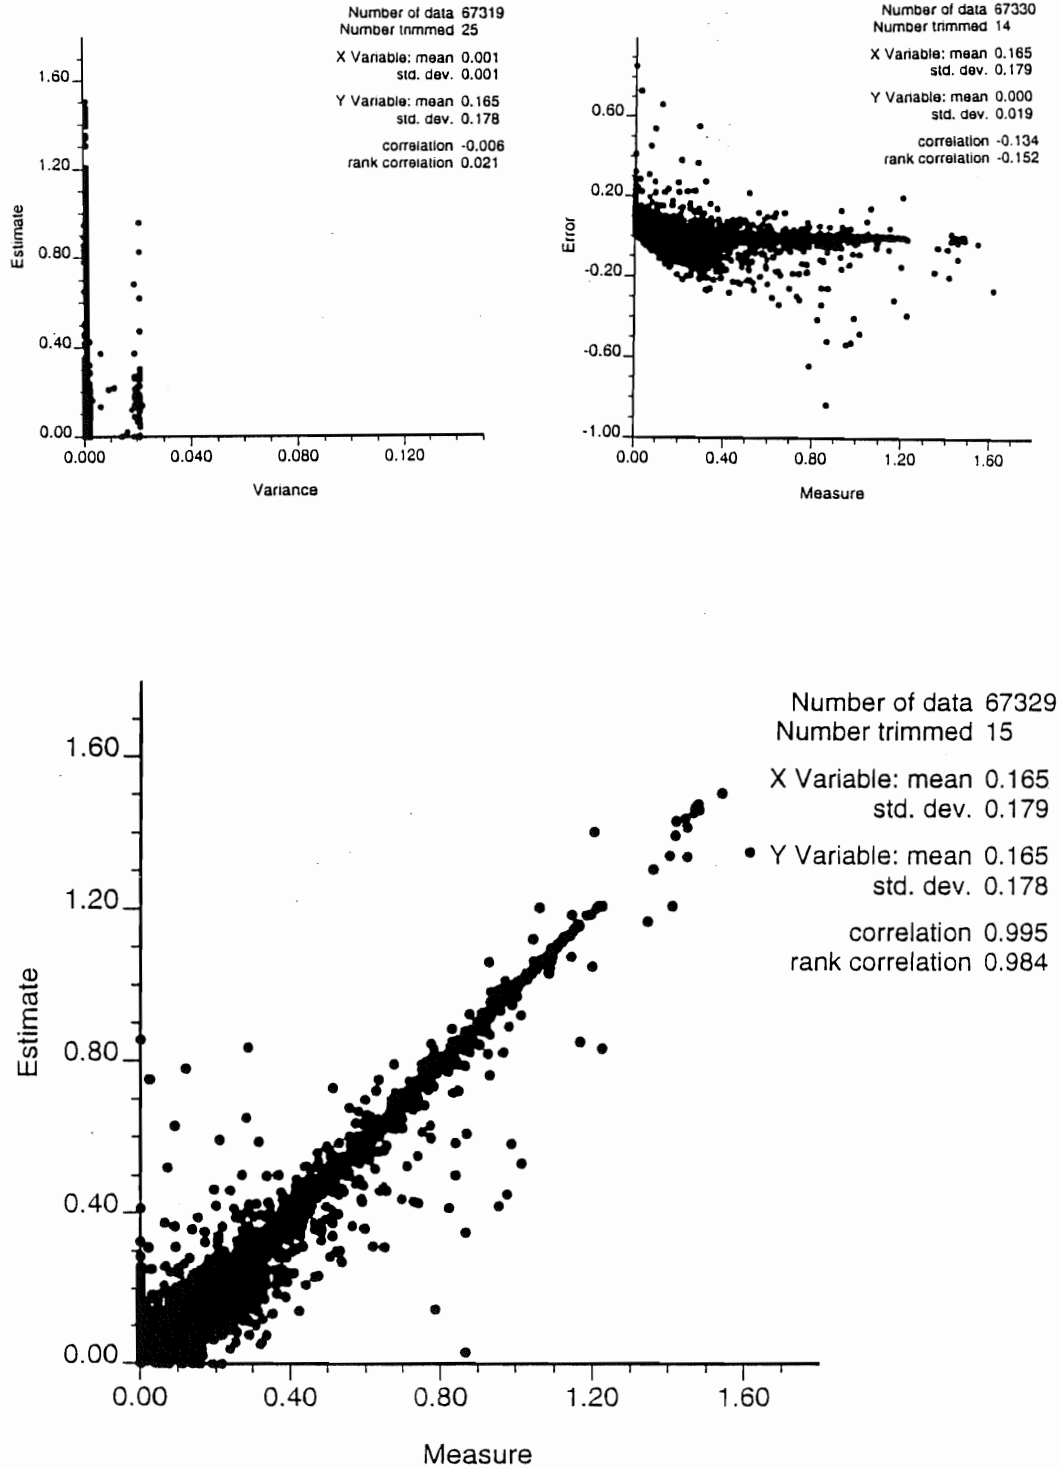 Number of data 67319
Number trimmed 25
X Variable: mean 0.001
std. dev. 0.001
Y Variable: mean 0.165
std. dev. 0.178
correlation -0.006
rank correlation 0.021
1.60
1.20
0.80
0.40
0.00
Estimate
0.000 0.040 0.080 0.120
Variance
Number of data 67330
Number trimmed 14
X Variable: mean 0.165
std. dev. 0.179
Y Variable: mean 0.000
std. dev. 0.019
correlation -0.134
rank correlation -0.152
0.60
0.20
-0.20
-0.60
-1.00
Error
0.00 0.40 0.80 1.20 1.60
Measure
Number of data 67329
Number trimmed 15
X Variable: mean 0.165
std. dev. 0.179
Y Variable: mean 0.165
std. dev. 0.178
correlation 0.995
rank correlation 0.984
1.60
1.20
0.80
0.40
0.00
Estimate
0.00 0.40 0.80 1.20 1.60
Measure